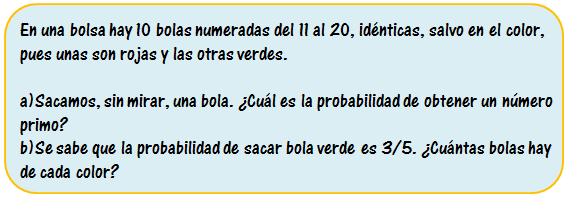 En una bolsa hay 10 bolas numeradas del 11 al 20, idénticas, salvo en el color,
pues unas son rojas y las otras verdes.
a)Sacamos, sin mirar, una bola. ¿Cuál es la probabilidad de obtener un número
primo?
b)Se sabe que la probabilidad de sacar bola verde es 3/5. ¿Cuántas bolas hay
de cada color?